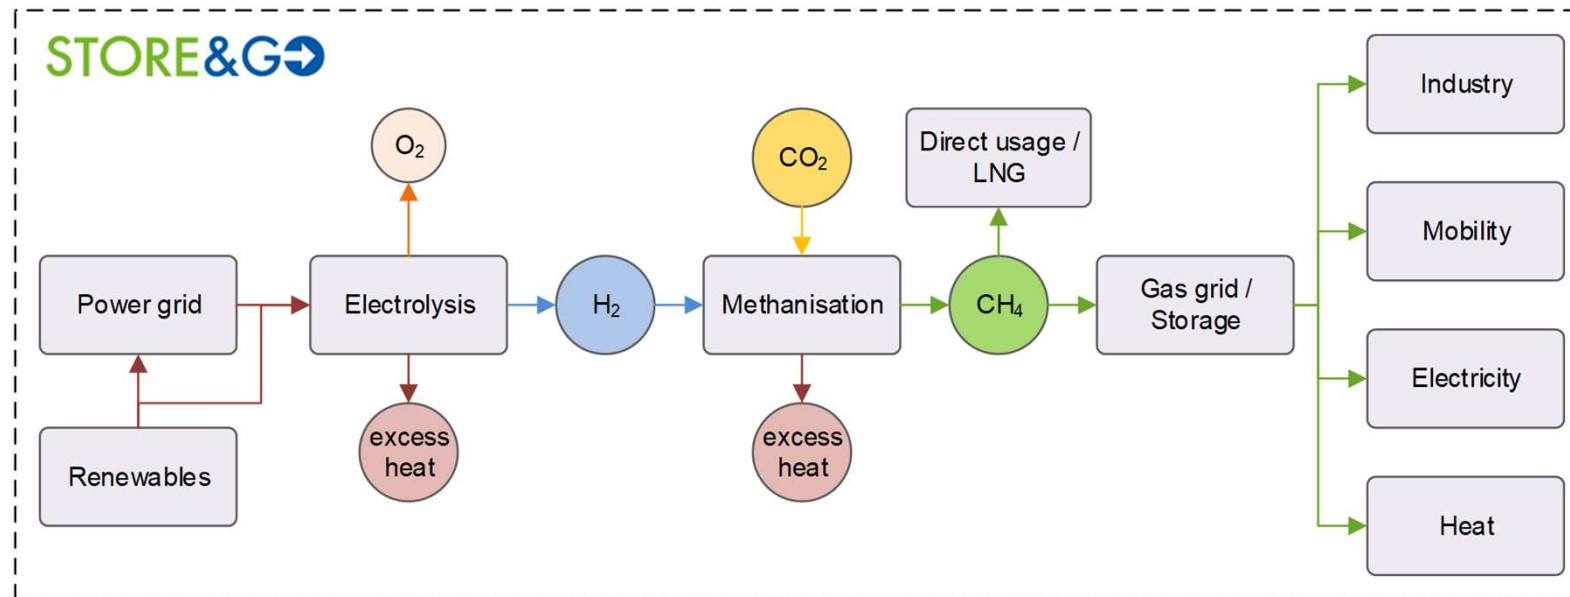 STORE&GO
O₂
CO₂
Direct usage /
LNG
Industry
Mobility
Power grid
Electrolysis
H₂
Methanisation
CH₄
Gas grid /
Storage
Electricity
Renewables
excess
heat
excess
heat
Heat